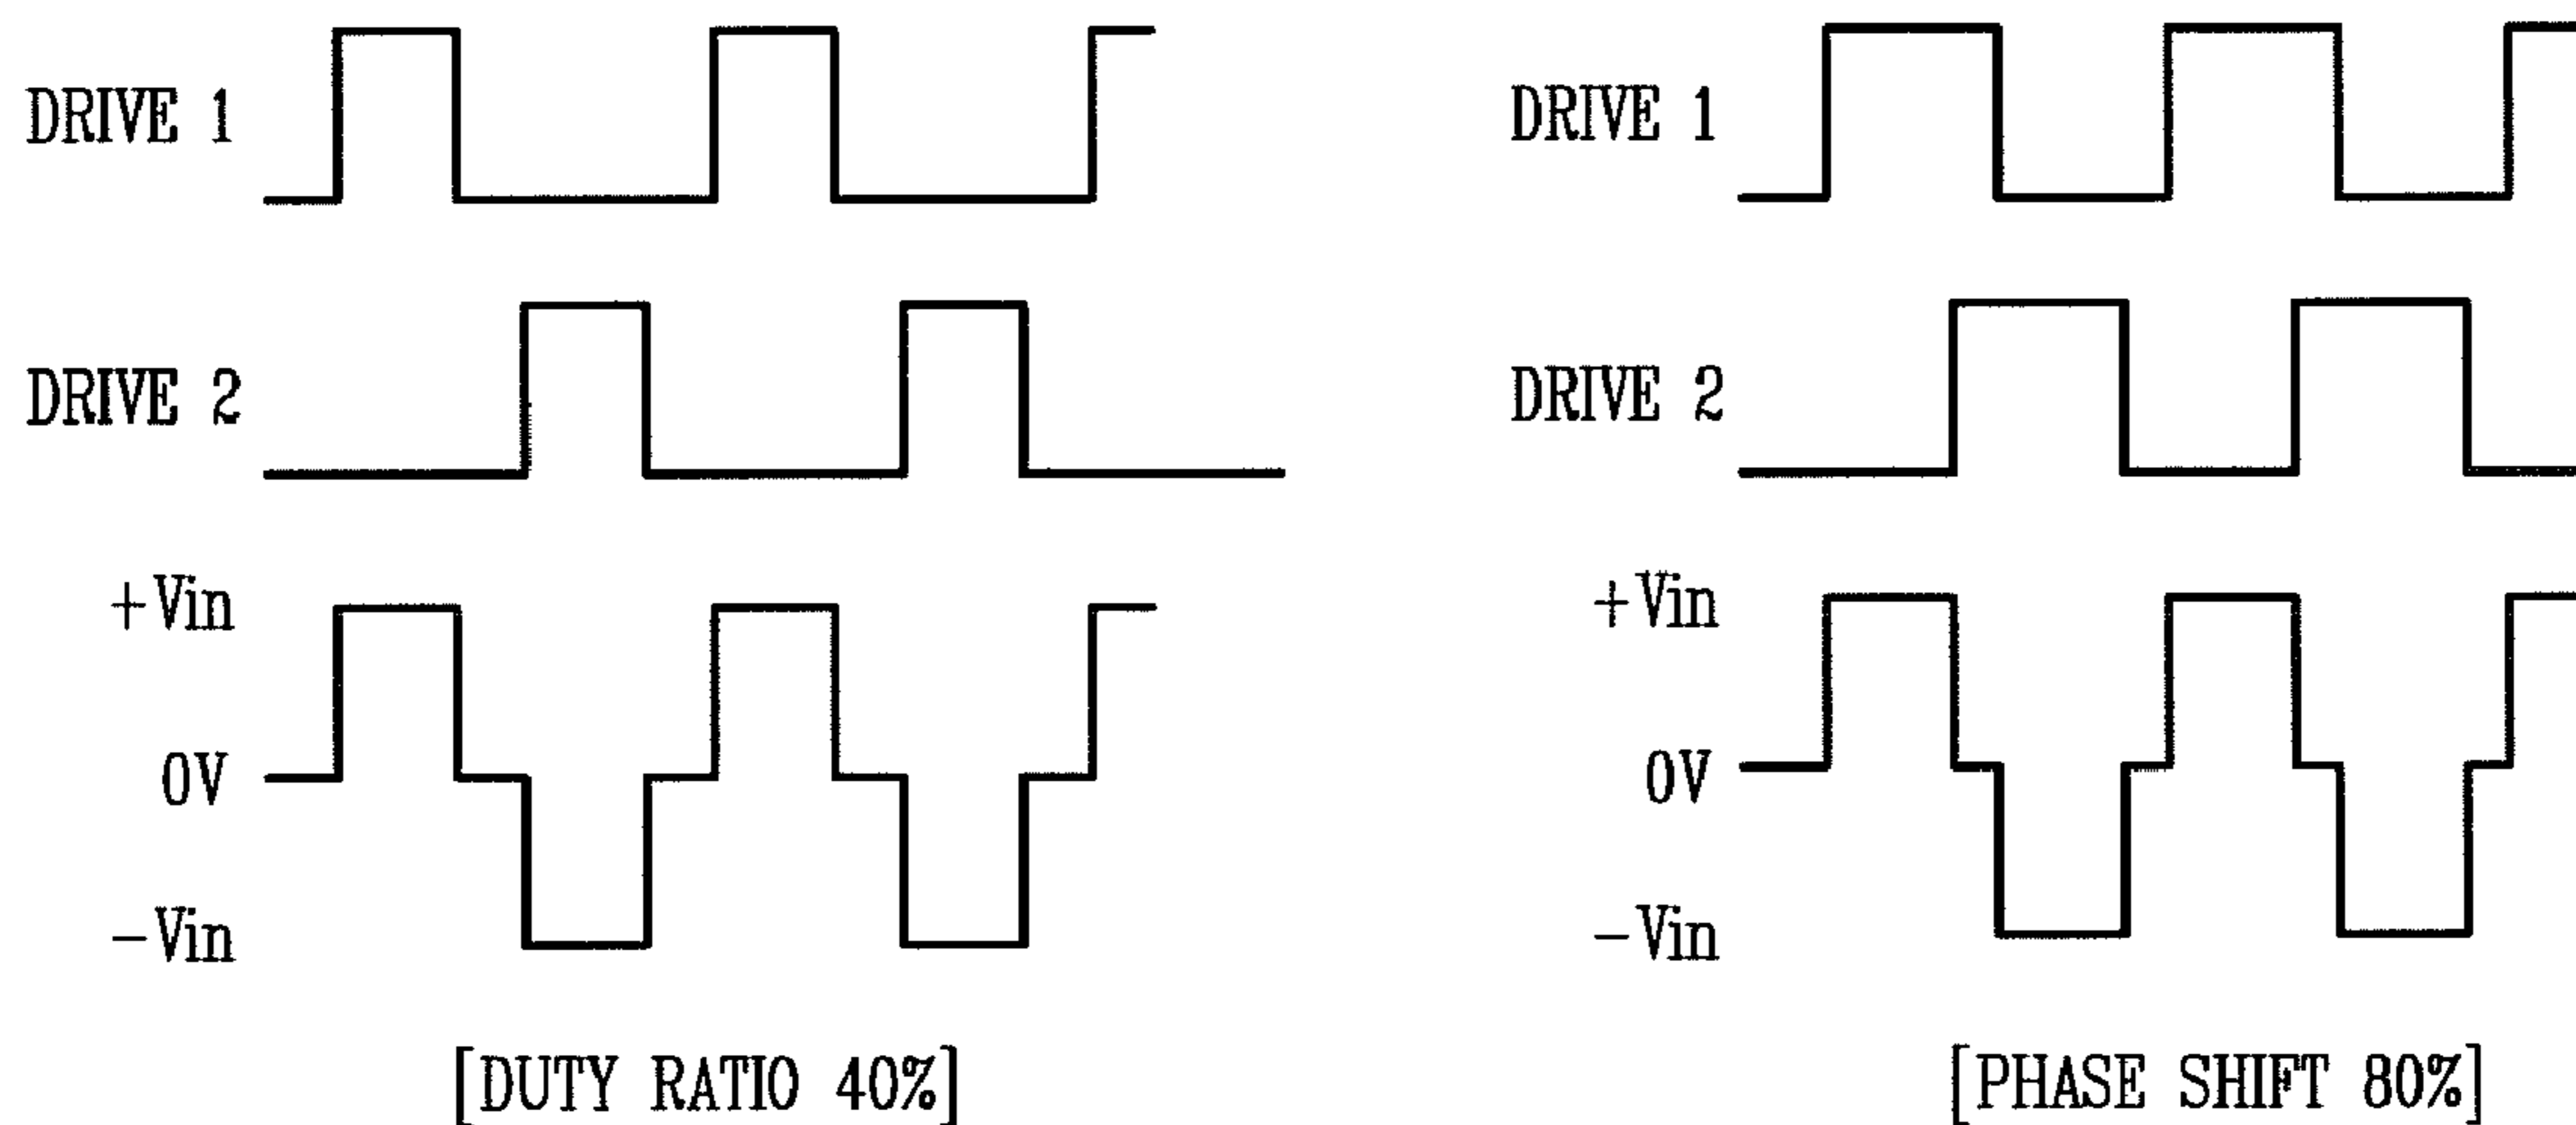 DRIVE 1
DRIVE 2
+Vin
0V
-Vin
[DUTY RATIO 40%]
DRIVE 1
DRIVE 2
+Vin
0V
-Vin
[PHASE SHIFT 80%]